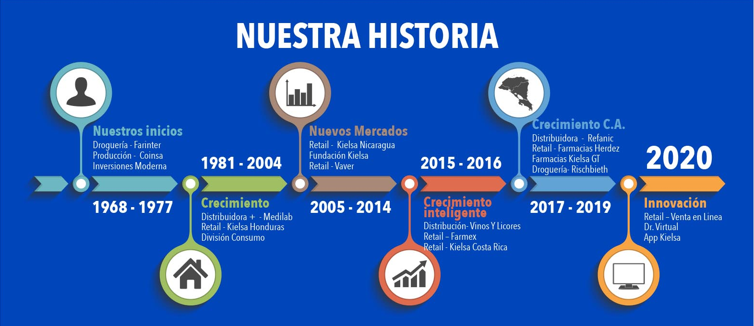 NUESTRA HISTORIA
Nuestros inicios
Droguería - Farinter
Producción - Coinsa
Inversiones Moderna
1968 - 1977
1981 - 2004
Crecimiento
Distribuidora + - Medilab
Retail - Kielsa Honduras
División Consumo
Nuevos Mercados
Retail - Kielsa Nicaragua
Fundación Kielsa
Retail - Vaver
2005 - 2014
2015 - 2016
Crecimiento
inteligente
Distribución- Vinos Y Licores
Retail – Farmex
Retail - Kielsa Costa Rica
Crecimiento C.A.
Distribuidora - Refanic
Retail - Farmacias Herdez
Farmacias Kielsa GT
Droguería- Rischbieth
2017 - 2019
2020
Innovación
Retail – Venta en Linea
Dr. Virtual
App Kielsa